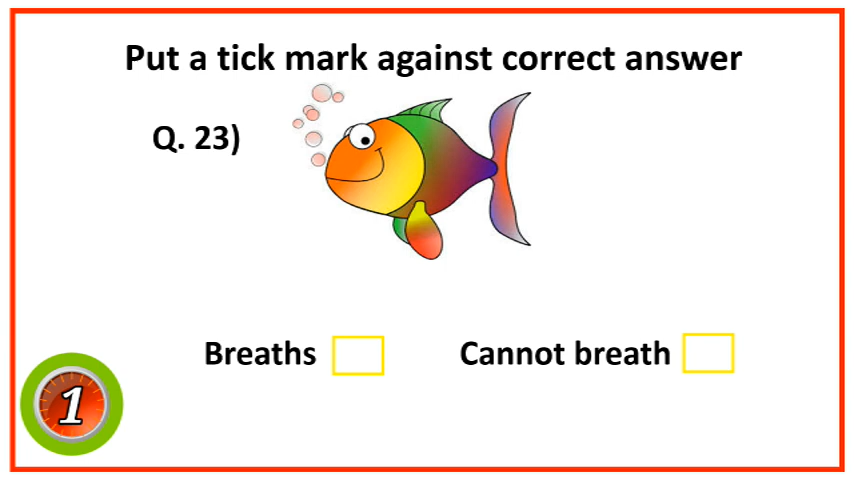 Put a tick mark against correct answer
Q. 23)
Breaths
Cannot breath
1